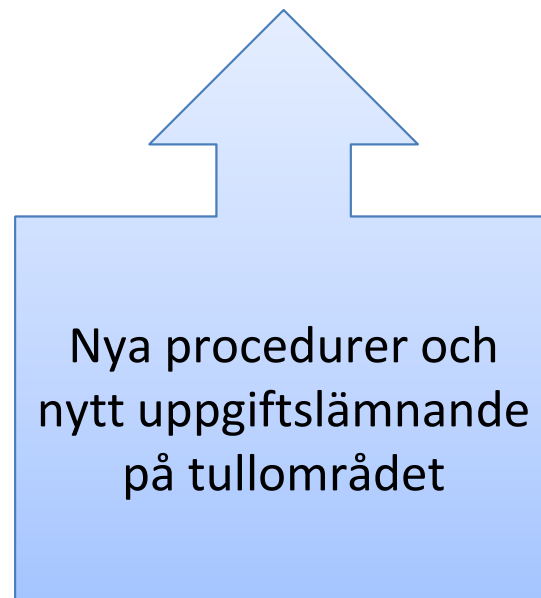 Nya procedurer och
nytt uppgiftslämnande
på tullområdet